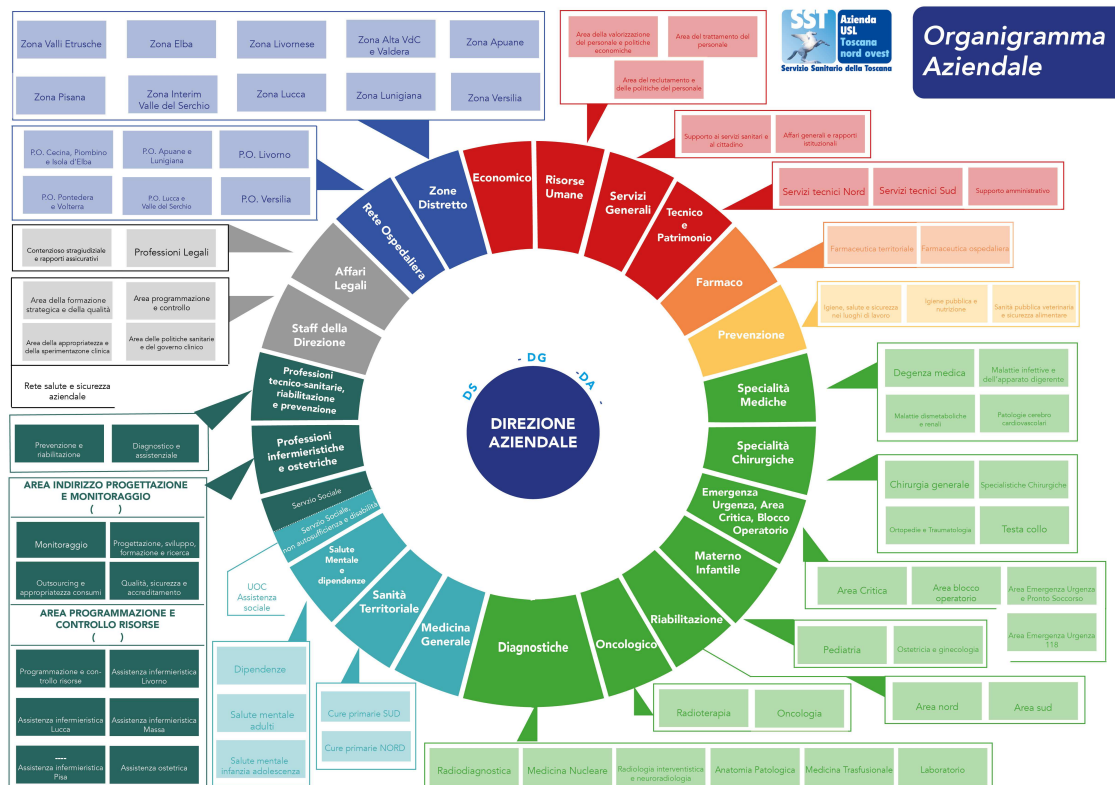 Organigramma
Aziendale
SST
Azienda
USL
Toscana
nord ovest
Servizio Sanitario della Toscana
Zona Valli Etrusche
Zona Elba
Zona Livornese
Zona Alta VdC
e Valdera
Zona Apuane
Zona Pisana
Zona Interim
Valle del Serchio
Zona Lucca
Zona Lunigiana
Zona Versilia
Area della valorizzazione
del personale e politiche
economiche
Area del trattamento del
personale
Area del reclutamento e
delle politiche del personale
P.O. Cecina, Piombino
e Isola d'Elba
P.O. Apuane e
Lunigiana
P.O. Livorno
P.O. Pontedera
e Volterra
P.O. Lucca e
Valle del Serchio
P.O. Versilia
Supporto ai servizi sanitari e
al cittadino
Affari generali e rapporti
istituzionali
Servizi tecnici Nord
Servizi tecnici Sud
Supporto amministrativo
Contenzioso stragiudiziale
e rapporti assicurativi
Professioni Legali
Farmaceutica territoriale
Farmaceutica ospedaliera
Area della formazione
strategica e della qualità
Area programmazione
e controllo
Area della appropriatezza e
della sperimentazone clinica
Area delle politiche sanitarie
e del governo clinico
Igiene, salute e sicurezza
nei luoghi di lavoro
Igiene pubblica e
nutrizione
Sanità pubblica veterinaria
e sicurezza alimentare
Rete salute e sicurezza
aziendale
Degenza medica
Malattie infettive e
dell'apparato digerente
Malattie dismetaboliche
e renali
Patologie cerebro
cardiovascolari
Prevenzione e
riabilitazione
Diagnostico e
assistenziale
Chirurgia generale
Specialistiche Chirurgiche
Ortopedie e Traumatologia
Testa collo
AREA INDIRIZZO PROGETTAZIONE
E MONITORAGGIO
( )
Monitoraggio
Progettazione, sviluppo,
formazione e ricerca
Outsourcing e
appropriatezza consumi
Qualità, sicurezza e
accreditamento
AREA PROGRAMMAZIONE E
CONTROLLO RISORSE
( )
Programmazione e con-
trollo risorse
Assistenza infermieristica
Livorno
Assistenza infermieristica
Lucca
Assistenza infermieristica
Massa
----
Assistenza infermieristica
Pisa
Assistenza ostetrica
Economico
Risorse
Umane
Servizi
Generali
Tecnico
e
Patrimonio
Farmaco
Prevenzione
Specialità
Mediche
Specialità
Chirurgiche
Emergenza
Urgenza, Area
Critica, Blocco
Operatorio
Materno
Infantile
Riabilitazione
Oncologico
Diagnostiche
Medicina
Generale
Sanità
Territoriale
Salute
Mentale
e
dipendenze
Servzio Sociale,
non autosufficienza e disabilità
Servzio Sociale
Professioni
infermieristiche
e ostetriche
Professioni
tecnico-sanitarie,
riabilitazione
e prevenzione
Staff della
Direzione
Affari
Legali
Rete Ospedaliera
Zone
Distretto
DS
- DG
-DA-
DIREZIONE
AZIENDALE
UOC
Assistenza
sociale
Dipendenze
Salute mentale
adulti
Salute mentale
infanzia adolescenza
Cure primarie SUD
Cure primarie NORD
Area Critica
Area blocco
operatorio
Area Emergenza Urgenza
e Pronto Soccorso
Area Emergenza Urgenza
118
Pediatria
Ostetricia e ginecologia
Area nord
Area sud
Radioterapia
Oncologia
Radiodiagnostica
Medicina Nucleare
Radiologia interventistica
e neuroradiologia
Anatomia Patologica
Medicina Trasfusionale
Laboratorio